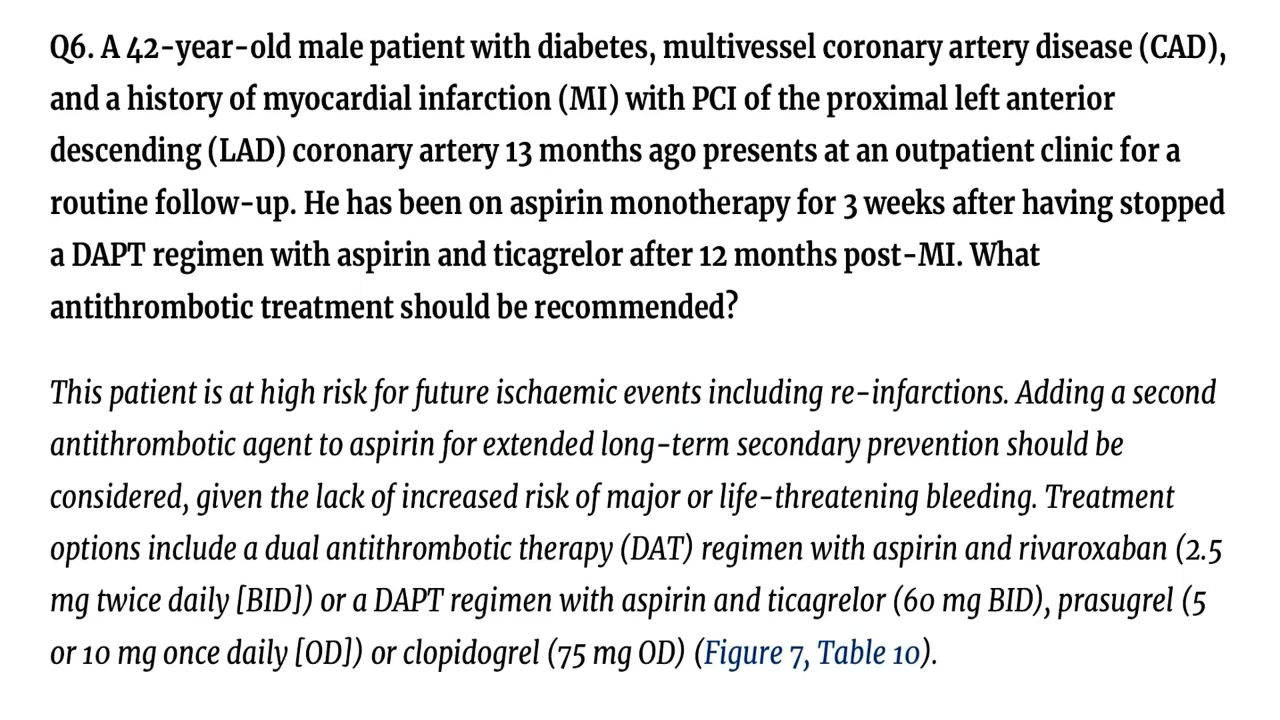 Q6. A 42-year-old male patient with diabetes, multivessel coronary artery disease (CAD),
and a history of myocardial infarction (MI) with PCI of the proximal left anterior
descending (LAD) coronary artery 13 months ago presents at an outpatient clinic for a
routine follow-up. He has been on aspirin monotherapy for 3 weeks after having stopped
a DAPT regimen with aspirin and ticagrelor after 12 months post-MI. What
antithrombotic treatment should be recommended?
This patient is at high risk for future ischaemic events including re-infarctions. Adding a second
antithrombotic agent to aspirin for extended long-term secondary prevention should be
considered, given the lack of increased risk of major or life-threatening bleeding. Treatment
options include a dual antithrombotic therapy (DAT) regimen with aspirin and rivaroxaban (2.5
mg twice daily [BID]) or a DAPT regimen with aspirin and ticagrelor (60 mg BID), prasugrel (5
or 10 mg once daily [OD]) or clopidogrel (75 mg OD) (Figure 7, Table 10).